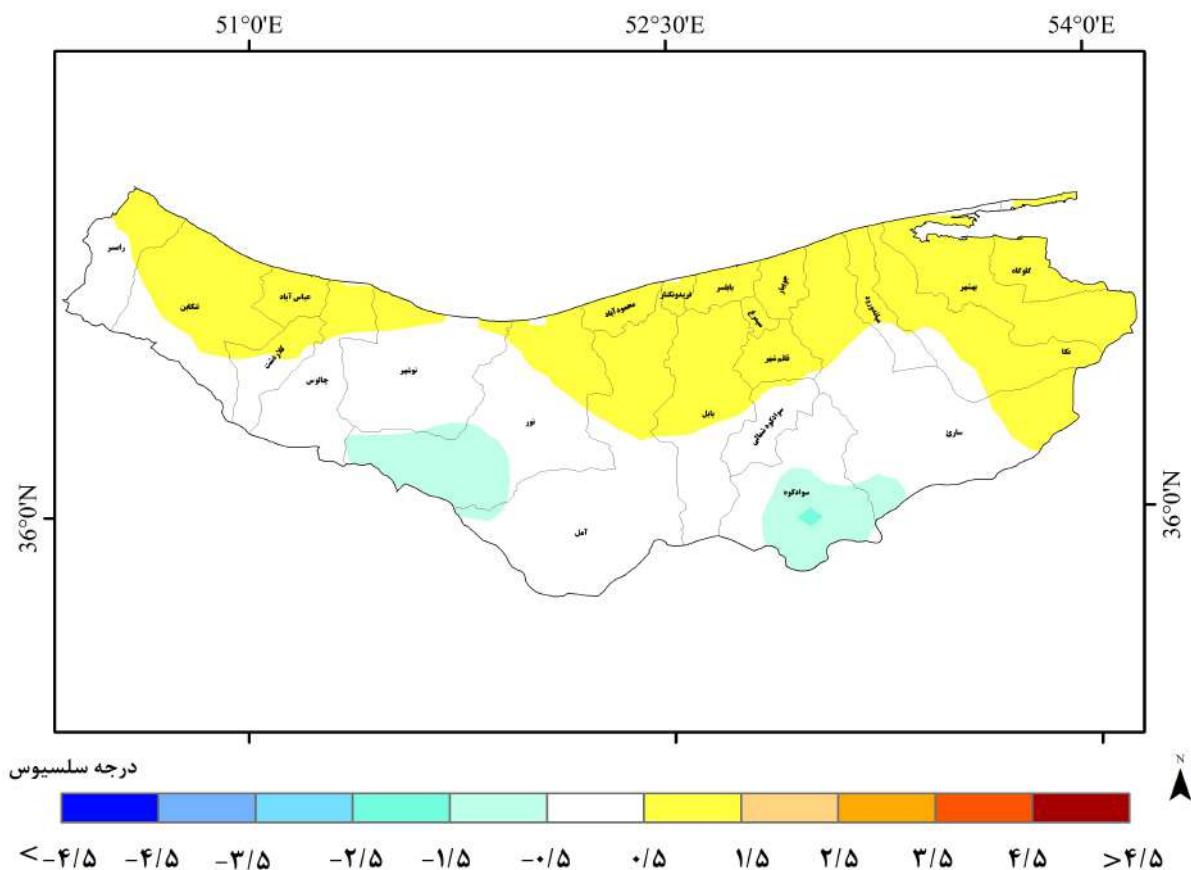 51°0'E 52°30'E 54°0'E
رامسر
تنکابن
عباس آباد
کلاردشت
چالوس
نوشهر
نور
آمل
محمودآباد
فریدونکنار
بابلسر
جویبار
سیمرغ
قائم شهر
بابل
سوادکوه شمالی
سوادکوه
میاندورود
ساری
بهشهر
گلوگاه
نکا
36°0'N 36°0'N
درجه سلسیوس
N
< -۴/۵ -۴/۵ -۳/۵ -۲/۵ -۱/۵ -۰/۵ ۰/۵ ۱/۵ ۲/۵ ۳/۵ ۴/۵ >۴/۵